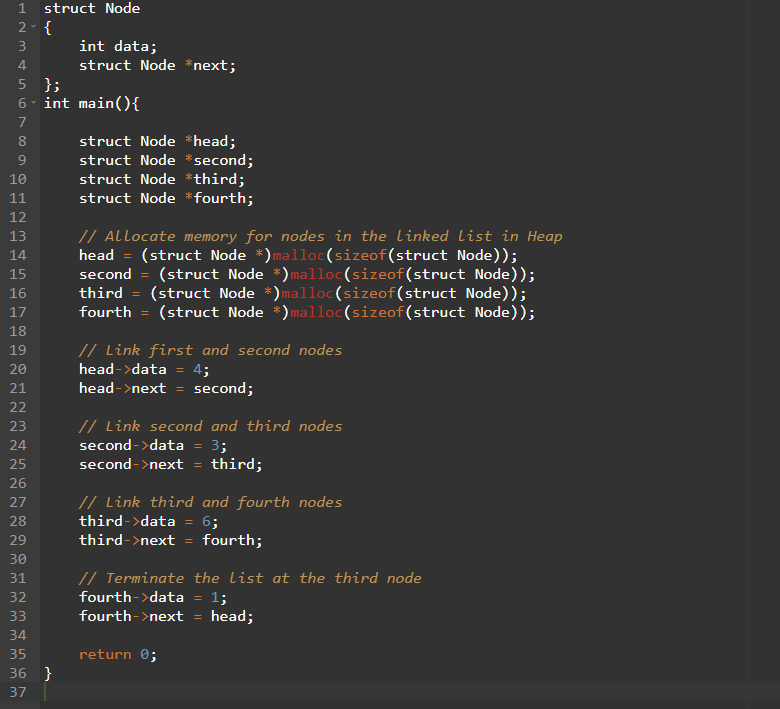 1 struct Node
2 {
3     int data;
4     struct Node *next;
5 };
6 int main(){
7
8     struct Node *head;
9     struct Node *second;
10     struct Node *third;
11     struct Node *fourth;
12
13     // Allocate memory for nodes in the linked list in Heap
14     head = (struct Node *)malloc(sizeof(struct Node));
15     second = (struct Node *)malloc(sizeof(struct Node));
16     third = (struct Node *)malloc(sizeof(struct Node));
17     fourth = (struct Node *)malloc(sizeof(struct Node));
18
19     // Link first and second nodes
20     head->data = 4;
21     head->next = second;
22
23     // Link second and third nodes
24     second->data = 3;
25     second->next = third;
26
27     // Link third and fourth nodes
28     third->data = 6;
29     third->next = fourth;
30
31     // Terminate the list at the third node
32     fourth->data = 1;
33     fourth->next = head;
34
35     return 0;
36 }
37